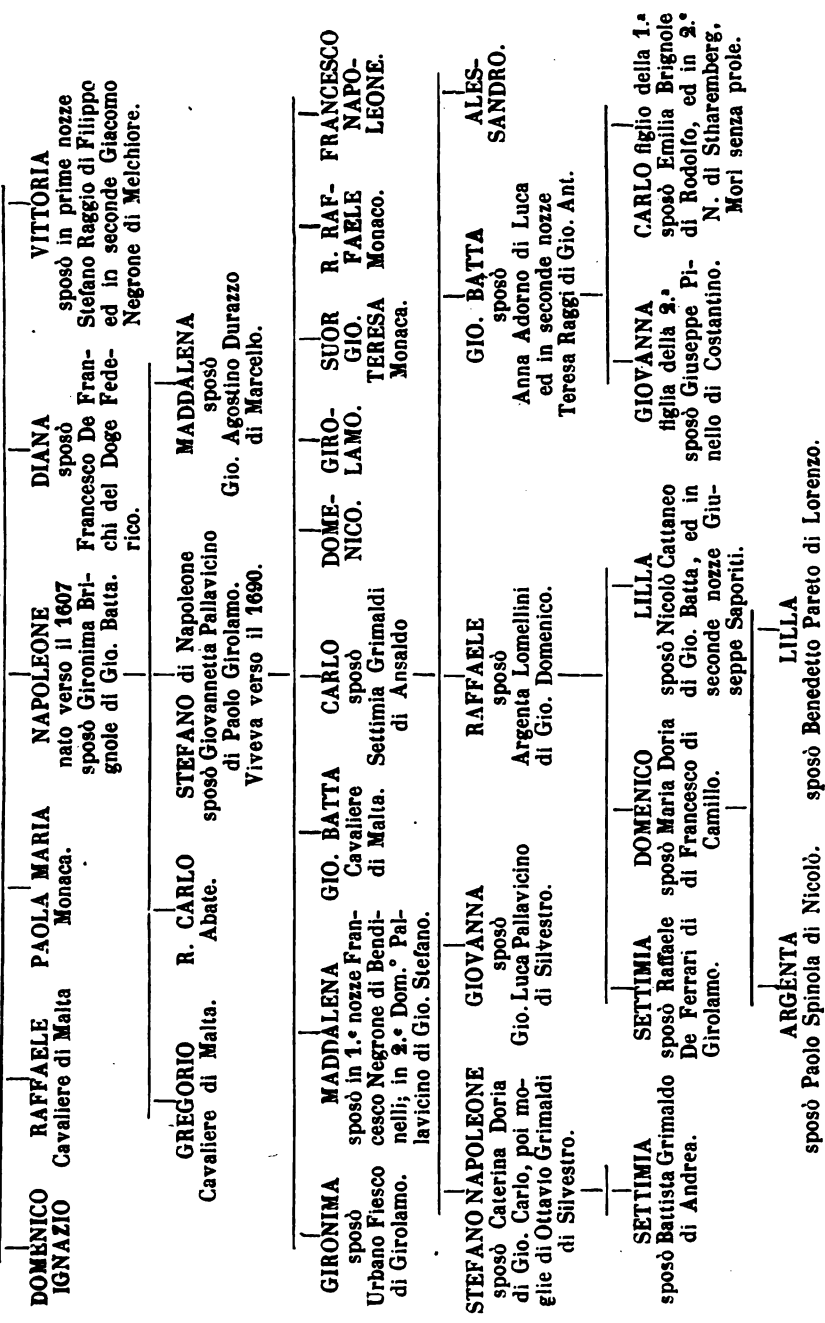 DOMENICO
IGNAZIO
RAFFAELE
Cavaliere di Malta
PAOLA MARIA
Monaca.
NAPOLEONE
nato verso il 1607
sposò Gironima Bri-
gnole di Gio. Batta.
DIANA
sposò
Francesco De Fran-
chi del Doge Fede-
rico.
VITTORIA
sposò in prime nozze
Stefano Raggio di Filippo
ed in seconde Giacomo
Negrone di Melchiore.
GREGORIO
Cavaliere di Malta.
R. CARLO
Abate.
STEFANO di Napoleone
sposò Giovannetta Pallavicino
di Paolo Girolamo.
Viveva verso il 1690.
MADDALENA
sposò
Gio. Agostino Durazzo
di Marcello.
GIRONIMA
sposò
Urbano Fiesco
di Girolamo.
MADDALENA
sposò in 1.e nozze Fran-
cesco Negrone di Bendi-
nelli; in 2.e Dom.° Pal-
lavicino di Gio. Stefano.
GIO. BATTA
Cavaliere
di Malta.
CARLO
sposò
Settimia Grimaldi
di Ansaldo
DOME-
NICO.
GIRO-
LAMO.
SUOR
GIO.
TERESA
Monaca.
R. RAF-
FAELE
Monaco.
FRANCESCO
NAPO-
LEONE.
STEFANO NAPOLEONE
sposò Caterina Doria
di Gio. Carlo, poi mo-
glie di Ottavio Grimaldi
di Silvestro.
GIOVANNA
sposò
Gio. Luca Pallavicino
di Silvestro.
RAFFAELE
sposò
Argenta Lomellini
di Gio. Domenico.
GIO. BATTA
sposò
Anna Adorno di Luca
ed in seconde nozze
Teresa Raggi di Gio. Ant.
ALES-
SANDRO.
SETTIMIA
sposò Battista Grimaldo
di Andrea.
SETTIMIA
sposò Raffaele
De Ferrari di
Girolamo.
DOMENICO
sposò Maria Doria
di Francesco di
Camillo.
LILLA
sposò Nicolò Cattaneo
di Gio. Batta, ed in
seconde nozze Giu-
seppe Saporiti.
GIOVANNA
figlia della 2.a
sposò Giuseppe Pi-
nello di Costantino.
CARLO figlio della 1.a
sposò Emilia Brignole
di Rodolfo, ed in 2.e
N. di Stharemberg,
Morì senza prole.
ARGENTA
sposò Paolo Spinola di Nicolò.
LILLA
sposò Benedetto Pareto di Lorenzo.